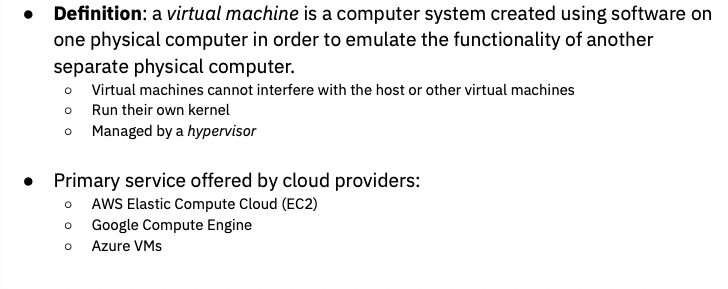 ● Definition: a virtual machine is a computer system created using software on
one physical computer in order to emulate the functionality of another
separate physical computer.
○ Virtual machines cannot interfere with the host or other virtual machines
○ Run their own kernel
○ Managed by a hypervisor
● Primary service offered by cloud providers:
○ AWS Elastic Compute Cloud (EC2)
○ Google Compute Engine
○ Azure VMs